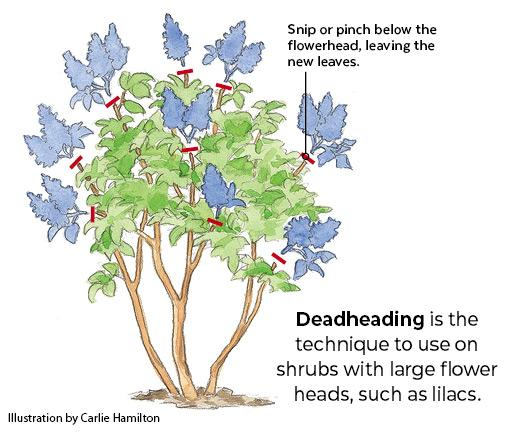 Snip or pinch below the
flowerhead, leaving the
new leaves.
Deadheading is the
technique to use on
shrubs with large flower
heads, such as lilacs.
Illustration by Carlie Hamilton